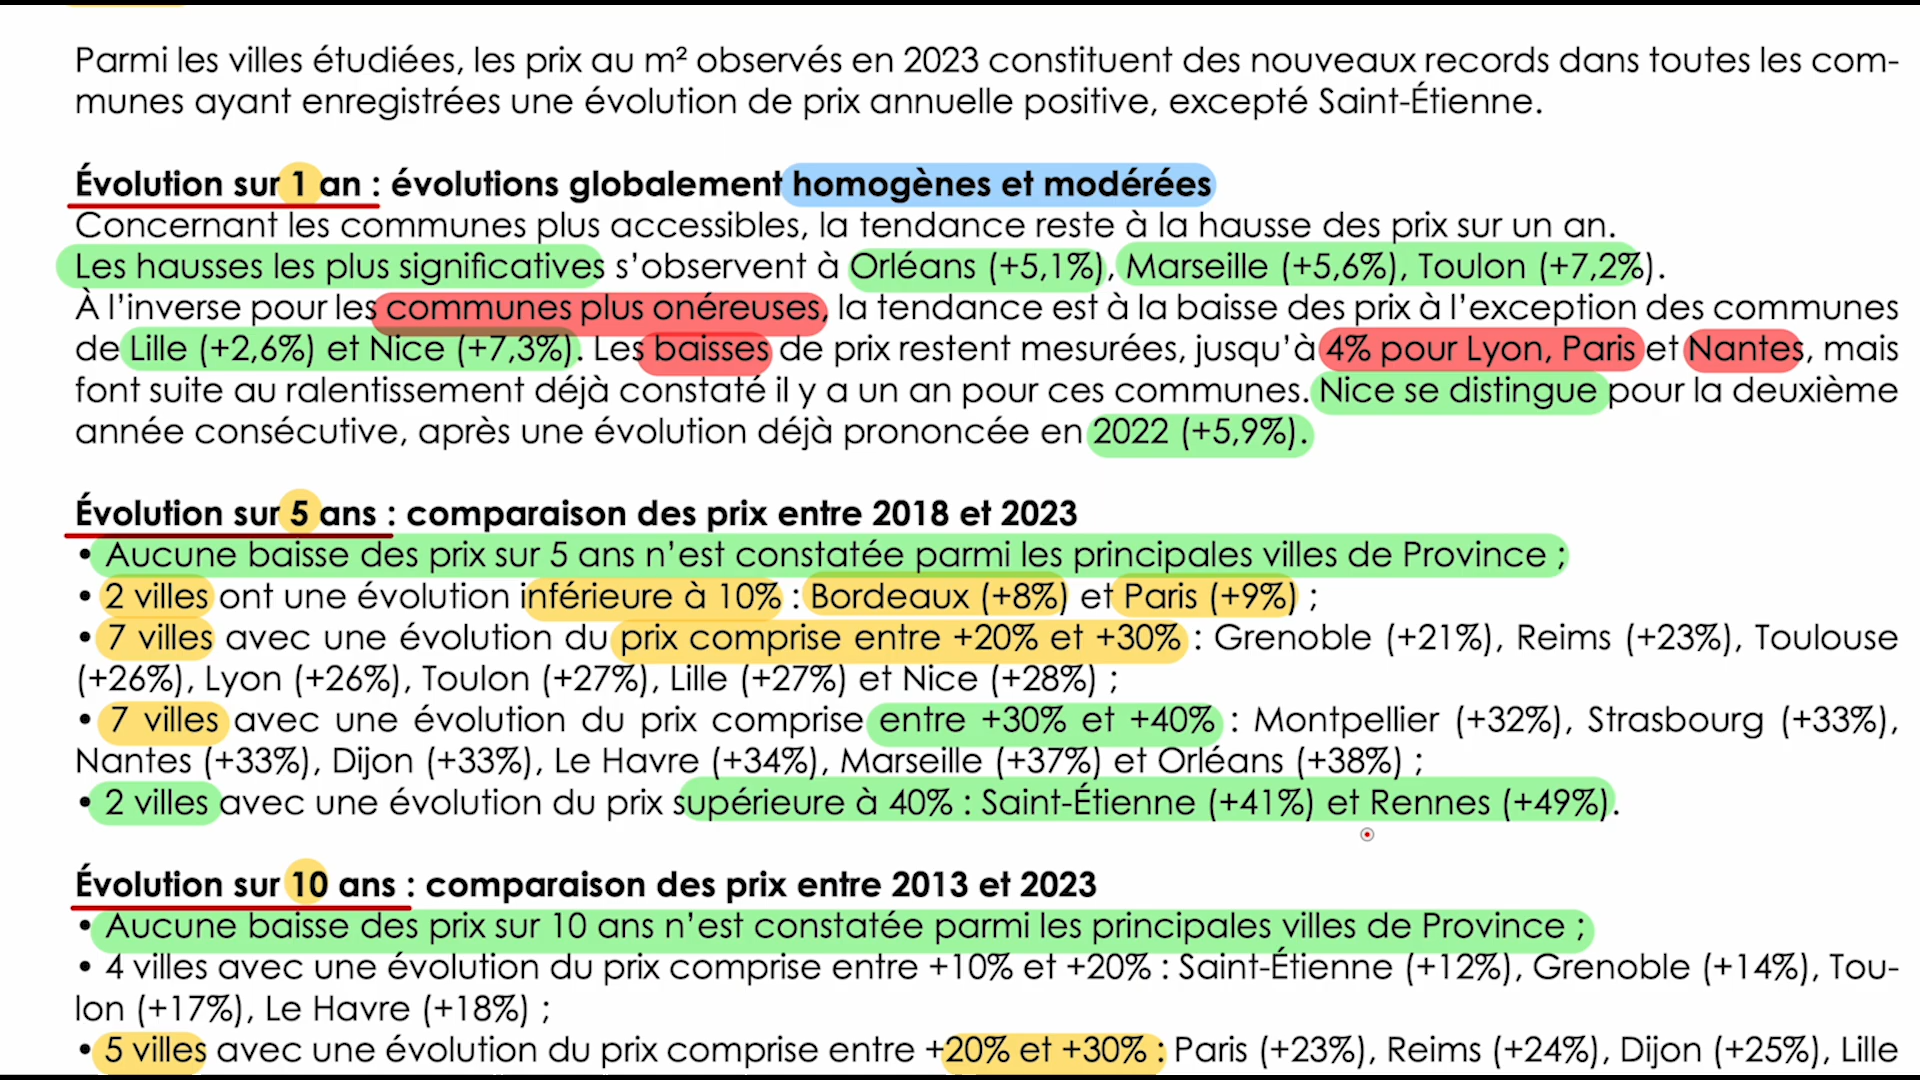 Parmi les villes étudiées, les prix au m² observés en 2023 constituent des nouveaux records dans toutes les com-
munes ayant enregistrées une évolution de prix annuelle positive, excepté Saint-Étienne.
Évolution sur 1 an : évolutions globalement homogènes et modérées
Concernant les communes plus accessibles, la tendance reste à la hausse des prix sur un an.
Les hausses les plus significatives s’observent à Orléans (+5,1%), Marseille (+5,6%), Toulon (+7,2%).
À l’inverse pour les communes plus onéreuses, la tendance est à la baisse des prix à l’exception des communes
de Lille (+2,6%) et Nice (+7,3%). Les baisses de prix restent mesurées, jusqu’à 4% pour Lyon, Paris et Nantes, mais
font suite au ralentissement déjà constaté il y a un an pour ces communes. Nice se distingue pour la deuxième
année consécutive, après une évolution déjà prononcée en 2022 (+5,9%).
Évolution sur 5 ans : comparaison des prix entre 2018 et 2023
• Aucune baisse des prix sur 5 ans n’est constatée parmi les principales villes de Province ;
• 2 villes ont une évolution inférieure à 10% : Bordeaux (+8%) et Paris (+9%) ;
• 7 villes avec une évolution du prix comprise entre +20% et +30% : Grenoble (+21%), Reims (+23%), Toulouse
(+26%), Lyon (+26%), Toulon (+27%), Lille (+27%) et Nice (+28%) ;
• 7 villes avec une évolution du prix comprise entre +30% et +40% : Montpellier (+32%), Strasbourg (+33%),
Nantes (+33%), Dijon (+33%), Le Havre (+34%), Marseille (+37%) et Orléans (+38%) ;
• 2 villes avec une évolution du prix supérieure à 40% : Saint-Étienne (+41%) et Rennes (+49%).
Évolution sur 10 ans : comparaison des prix entre 2013 et 2023
• Aucune baisse des prix sur 10 ans n’est constatée parmi les principales villes de Province ;
• 4 villes avec une évolution du prix comprise entre +10% et +20% : Saint-Étienne (+12%), Grenoble (+14%), Tou-
lon (+17%), Le Havre (+18%) ;
• 5 villes avec une évolution du prix comprise entre +20% et +30% : Paris (+23%), Reims (+24%), Dijon (+25%), Lille